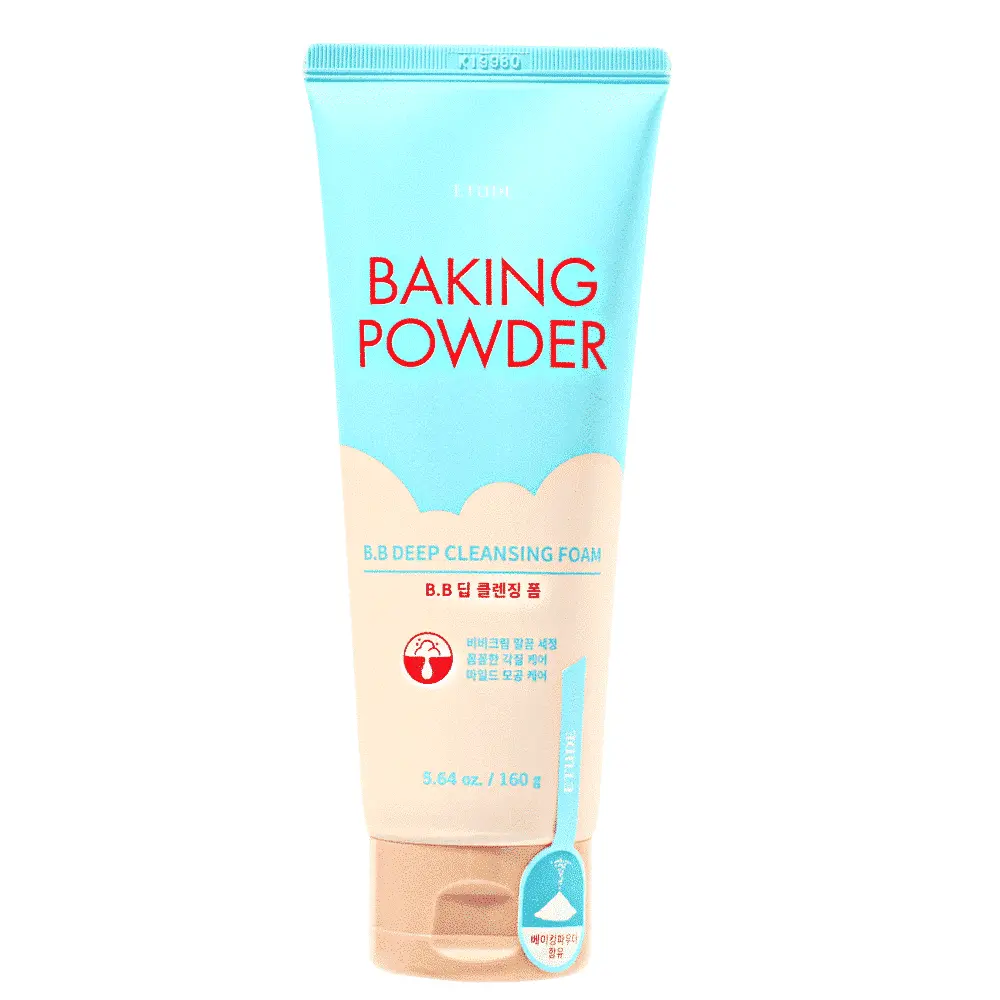 K19960
ETUDE
BAKING
POWDER
B.B DEEP CLEANSING FOAM
B.B 딥 클렌징 폼
비비크림 말끔 세정
꼼꼼한 각질 케어
마일드 모공 케어
ETUDE
5.64 oz. / 160 g
베이킹파우더
함유